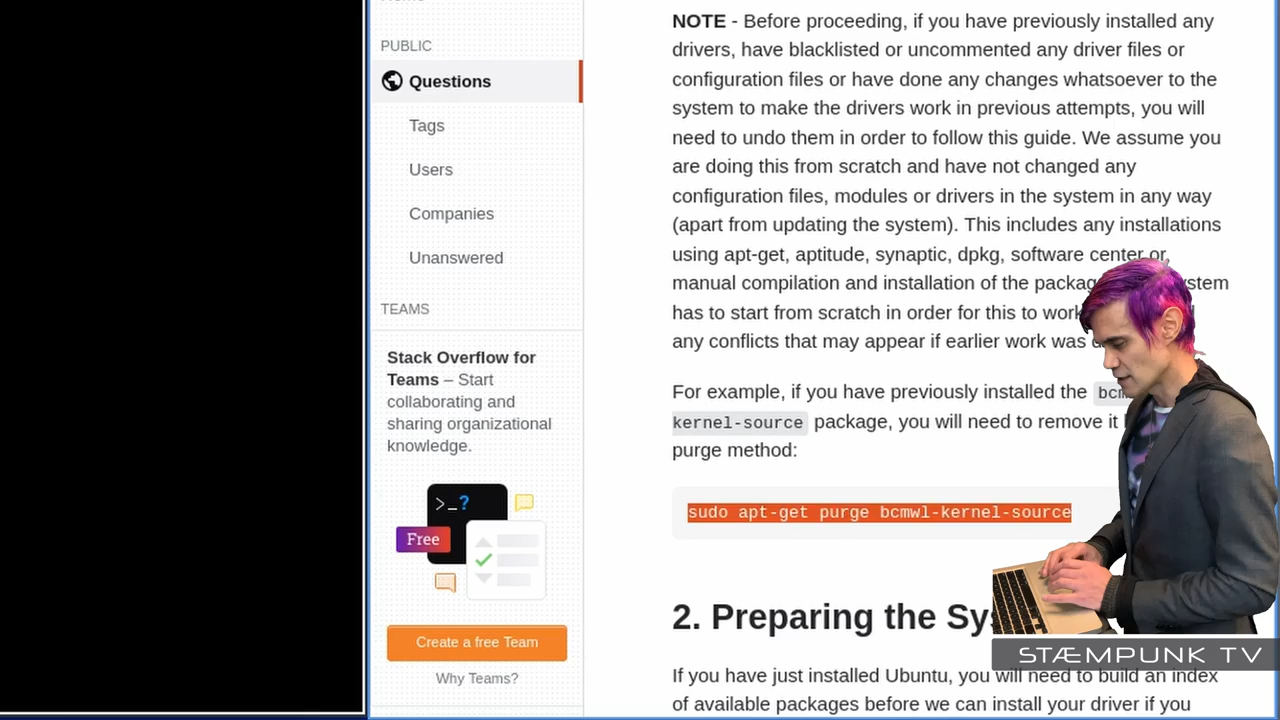 PUBLIC
Questions
Tags
Users
Companies
Unanswered
TEAMS
Stack Overflow for
Teams – Start
collaborating and
sharing organizational
knowledge.
>_?
Free
Create a free Team
Why Teams?
NOTE - Before proceeding, if you have previously installed any
drivers, have blacklisted or uncommented any driver files or
configuration files or have done any changes whatsoever to the
system to make the drivers work in previous attempts, you will
need to undo them in order to follow this guide. We assume you
are doing this from scratch and have not changed any
configuration files, modules or drivers in the system in any way
(apart from updating the system). This includes any installations
using apt-get, aptitude, synaptic, dpkg, software center or
manual compilation and installation of the system
has to start from scratch in order for this to work
any conflicts that may appear if earlier work was
For example, if you have previously installed the
kernel-source package, you will need to remove it
purge method:
sudo apt-get purge bcmwl-kernel-source
2. Preparing the
If you have just installed Ubuntu, you will need to build an index
of available packages before we can install your driver if you
STÆMPUNK TV